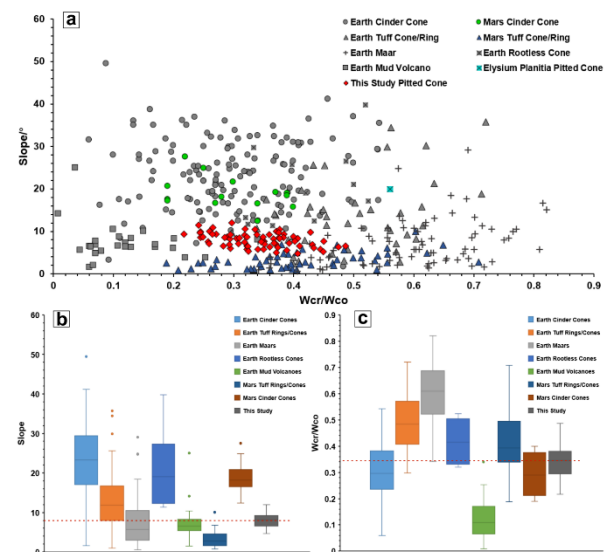 a
Earth Cinder Cone
Mars Cinder Cone
Earth Tuff Cone/Ring
Mars Tuff Cone/Ring
Earth Maar
Earth Rootless Cone
Earth Mud Volcano
Elysium Planitia Pitted Cone
This Study Pitted Cone
60
50
40
30
20
10
0
Slope/°
0
0.1
0.2
0.3
0.4
0.5
0.6
0.7
0.8
0.9
Wcr/Wco
b
60
50
40
30
20
10
0
Slope
Earth Cinder Cones
Earth Tuff Rings/Cones
Earth Maars
Earth Rootless Cones
Earth Mud Volcanoes
Mars Tuff Rings/Cones
Mars Cinder Cones
This Study
c
0.9
0.8
0.7
0.6
0.5
0.4
0.3
0.2
0.1
0
Wcr/Wco
Earth Cinder Cones
Earth Tuff Rings/Cones
Earth Maars
Earth Rootless Cones
Earth Mud Volcanoes
Mars Tuff Rings/Cones
Mars Cinder Cones
This Study